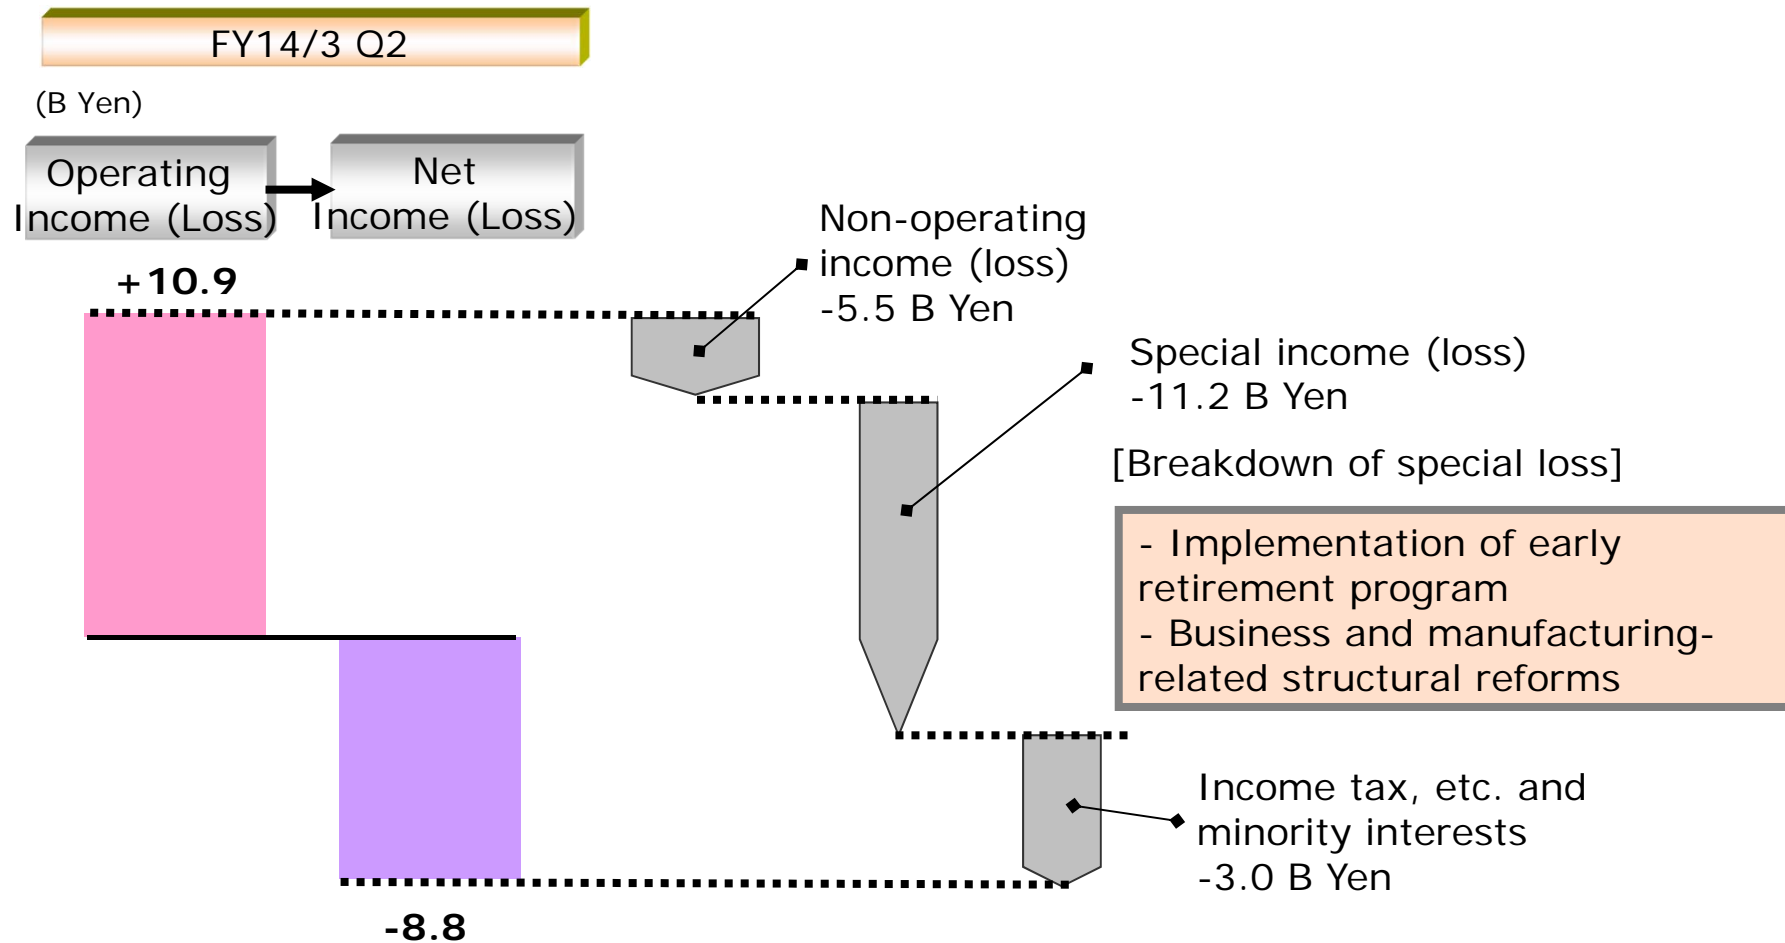 FY14/3 Q2
(B Yen)
Operating
Income (Loss)
Net
Income (Loss)
+10.9
Non-operating
income (loss)
-5.5 B Yen
Special income (loss)
-11.2 B Yen
[Breakdown of special loss]
- Implementation of early
retirement program
- Business and manufacturing-
related structural reforms
Income tax, etc. and
minority interests
-3.0 B Yen
-8.8